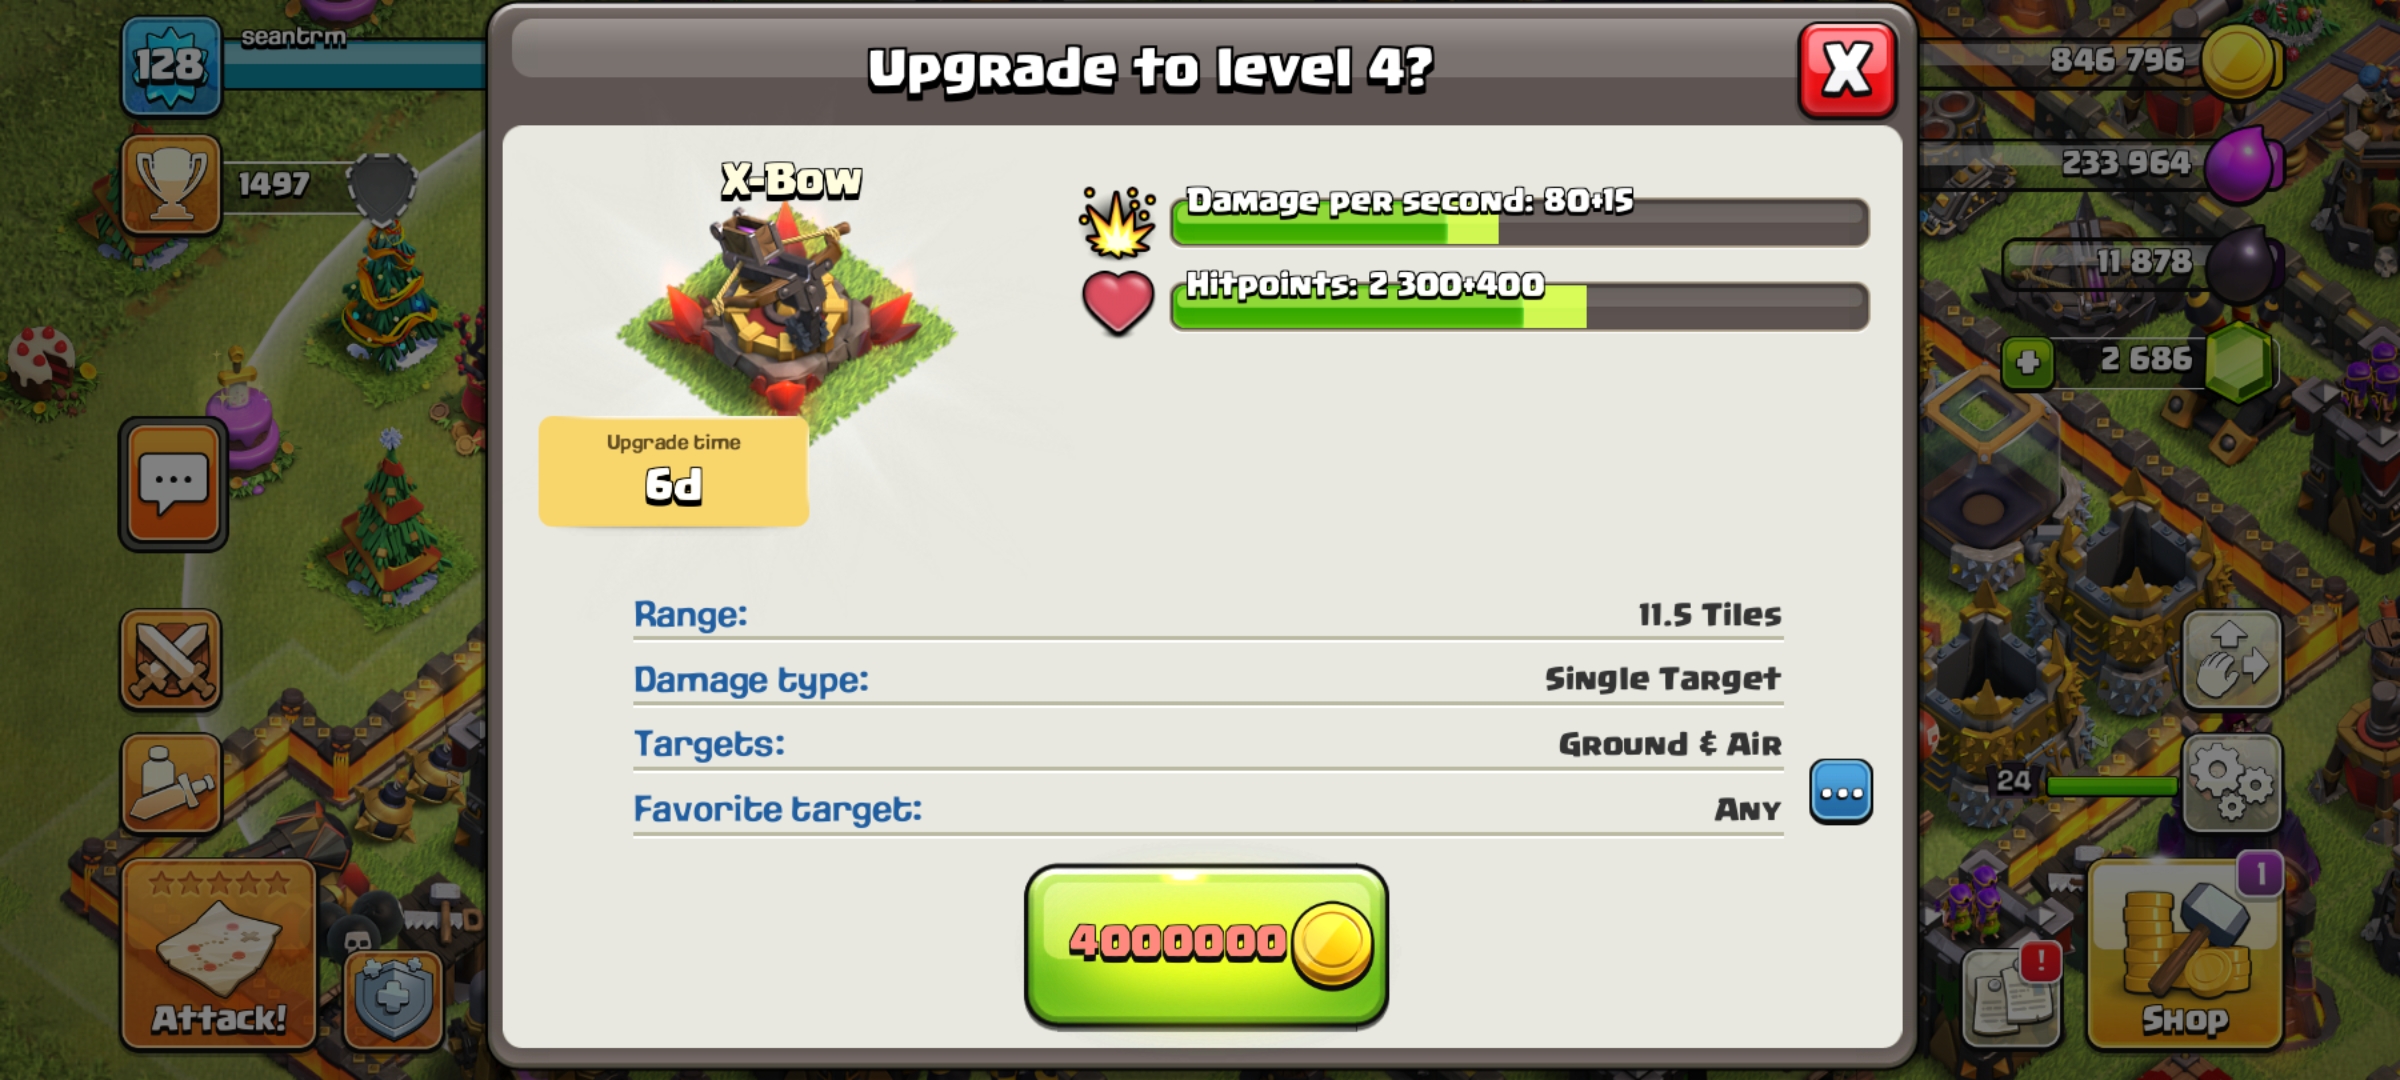 128
seantrm
1497
Attack!
Upgrade to level 4?
X
X-Bow
Upgrade time
6d
Damage per second: 80+15
Hitpoints: 2 300+400
Range: 11.5 Tiles
Damage type: Single Target
Targets: Ground & Air
Favorite target: Any
4000000
846 796
233 964
11 878
2 686
24
1
!
Shop